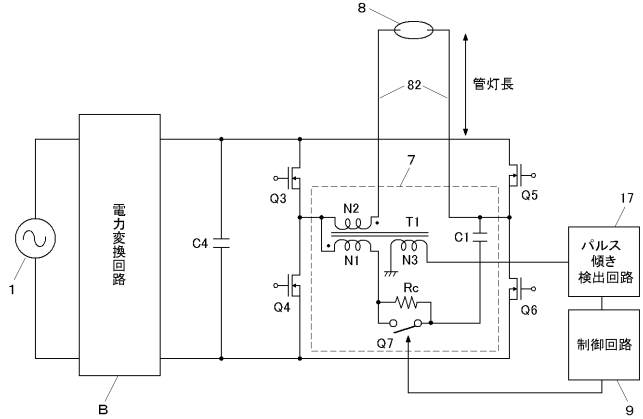 8
82
管灯長
7
Q3
Q5
17
N2
T1
電力変換回路
C4
C1
パルス
傾き
検出回路
1
N1
N3
Q4
Rc
Q6
Q7
制御回路
B
9